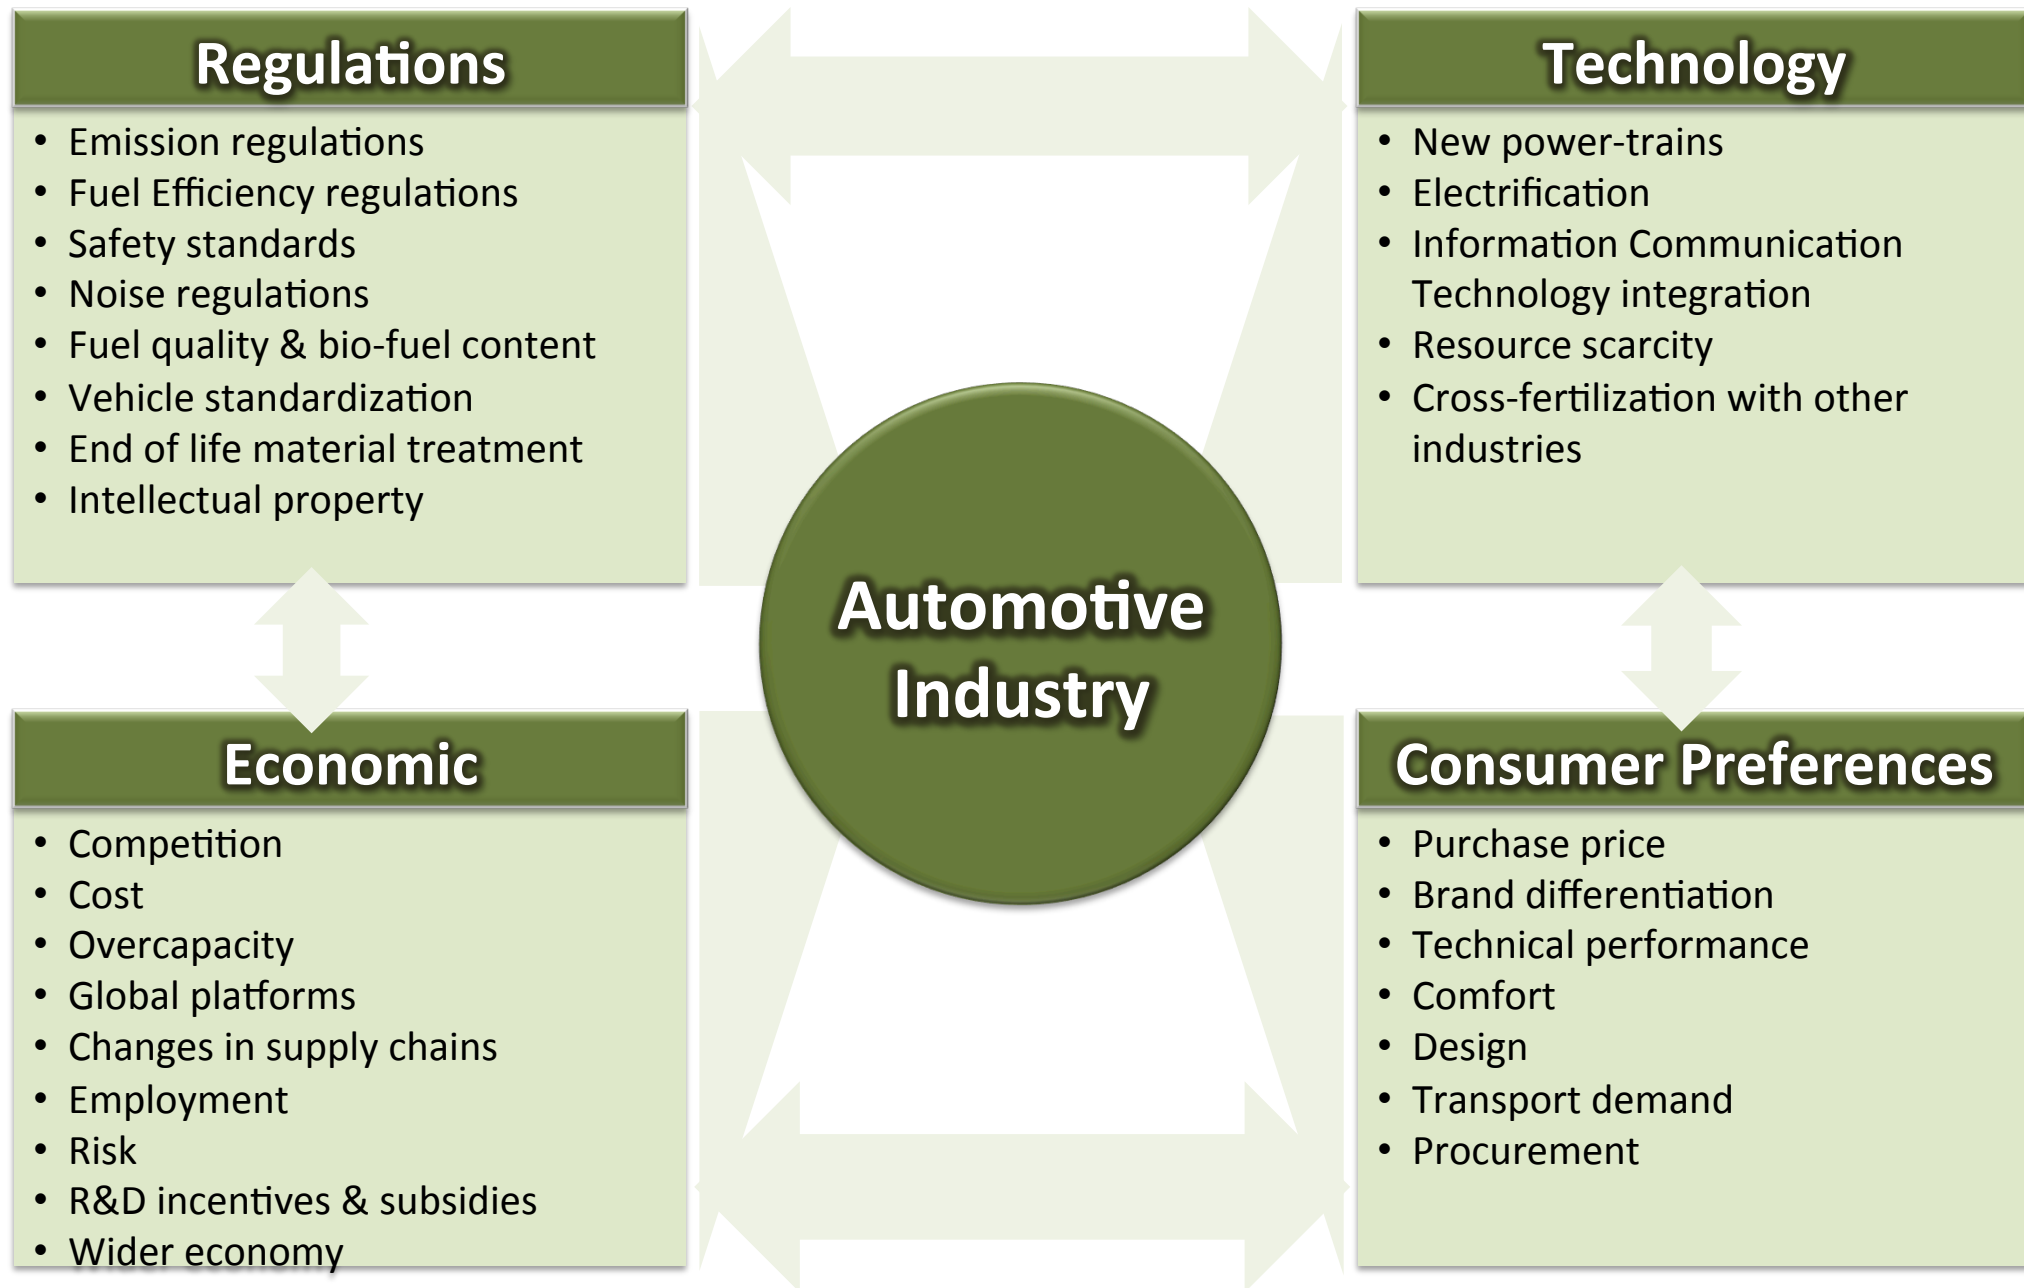 Regulations
• Emission regulations
• Fuel Efficiency regulations
• Safety standards
• Noise regulations
• Fuel quality & bio-fuel content
• Vehicle standardization
• End of life material treatment
• Intellectual property
Technology
• New power-trains
• Electrification
• Information Communication
Technology integration
• Resource scarcity
• Cross-fertilization with other
industries
Automotive
Industry
Economic
• Competition
• Cost
• Overcapacity
• Global platforms
• Changes in supply chains
• Employment
• Risk
• R&D incentives & subsidies
• Wider economy
Consumer Preferences
• Purchase price
• Brand differentiation
• Technical performance
• Comfort
• Design
• Transport demand
• Procurement